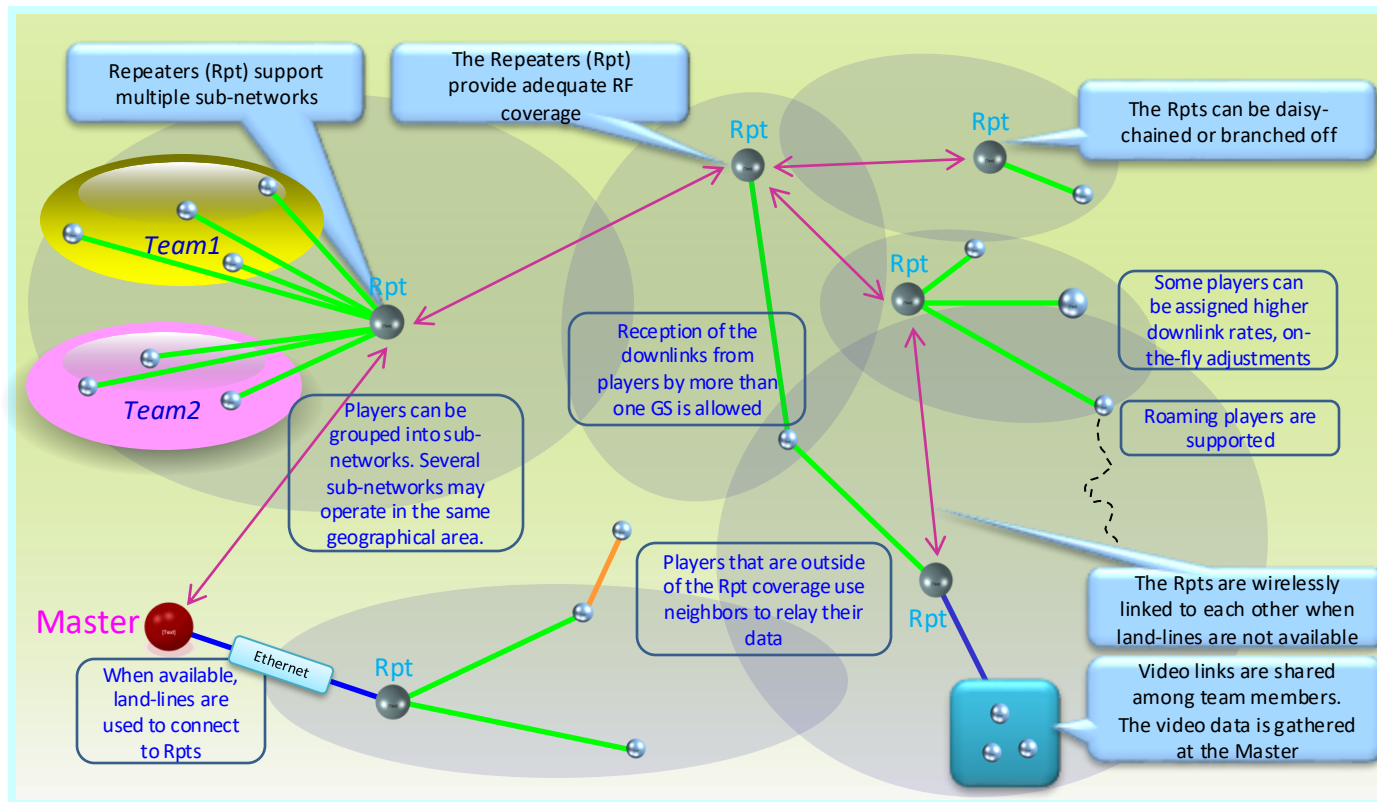 Repeaters (Rpt) support
multiple sub-networks
The Repeaters (Rpt)
provide adequate RF
coverage
Rpt
Rpt
The Rpts can be daisy-
chained or branched off
Team1
Rpt
Rpt
Some players can
be assigned higher
downlink rates, on-
the-fly adjustments
Reception of the
downlinks from
players by more than
one GS is allowed
Team2
Players can be
grouped into sub-
networks. Several
sub-networks may
operate in the same
geographical area.
Roaming players are
supported
Players that are outside
of the Rpt coverage use
neighbors to relay their
data
Rpt
The Rpts are wirelessly
linked to each other when
land-lines are not available
Master
[Text]
Ethernet
Rpt
When available,
land-lines are
used to connect
to Rpts
Video links are shared
among team members.
The video data is gathered
at the Master